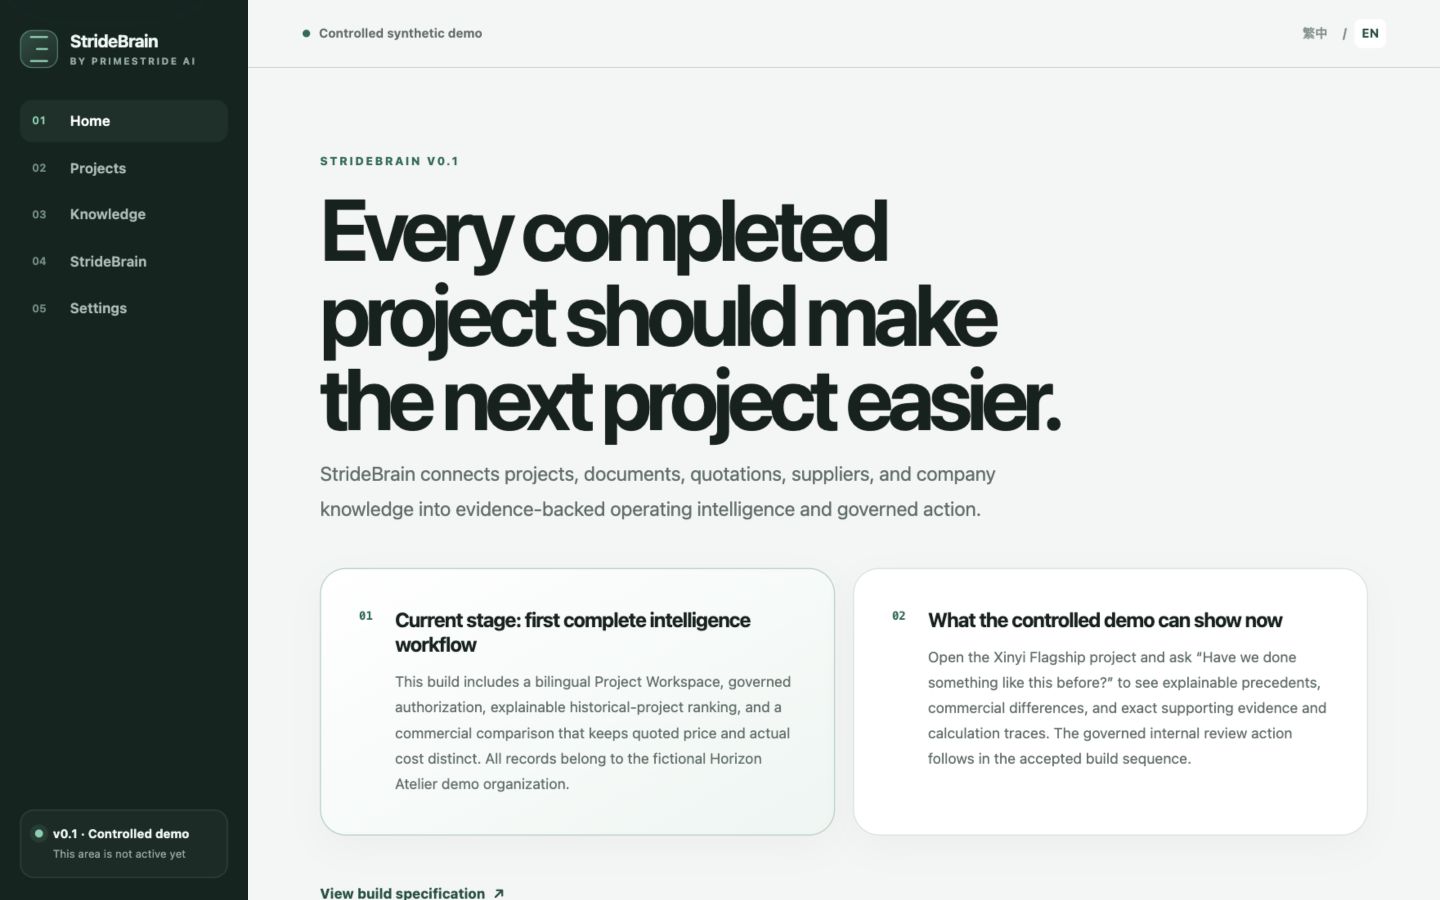 StrideBrain
BY PRIMESTRIDE AI
01 Home
02 Projects
03 Knowledge
04 StrideBrain
05 Settings
v0.1 · Controlled demo
This area is not active yet
Controlled synthetic demo
繁中 / EN
STRIDEBRAIN V0.1
Every completed
project should make
the next project easier.
StrideBrain connects projects, documents, quotations, suppliers, and company
knowledge into evidence-backed operating intelligence and governed action.
01 Current stage: first complete intelligence
workflow
This build includes a bilingual Project Workspace, governed
authorization, explainable historical-project ranking, and a
commercial comparison that keeps quoted price and actual
cost distinct. All records belong to the fictional Horizon
Atelier demo organization.
02 What the controlled demo can show now
Open the Xinyi Flagship project and ask “Have we done
something like this before?” to see explainable precedents,
commercial differences, and exact supporting evidence and
calculation traces. The governed internal review action
follows in the accepted build sequence.
View build specification ↗